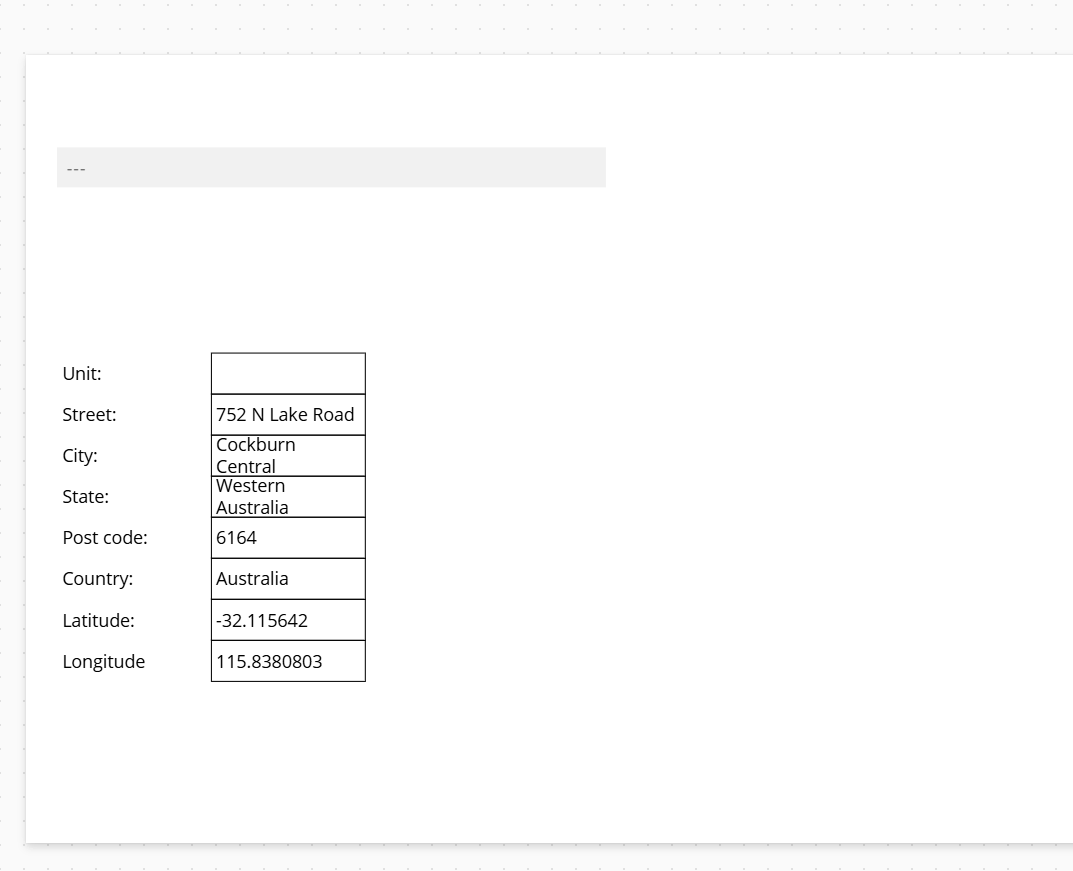 ---
Unit:
Street: 752 N Lake Road
City: Cockburn
Central
State: Western
Australia
Post code: 6164
Country: Australia
Latitude: -32.115642
Longitude 115.8380803